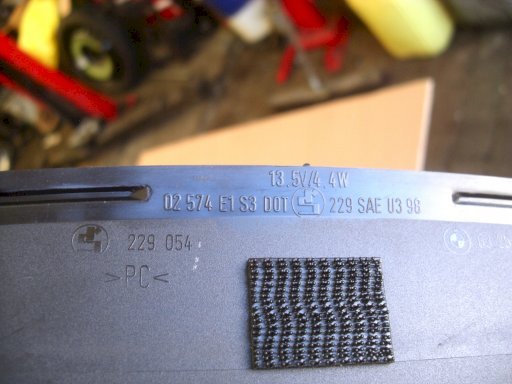 13.5V/4.4W
02 574 E1 S3 DOT 229 SAE U3 98
229 054
>PC<